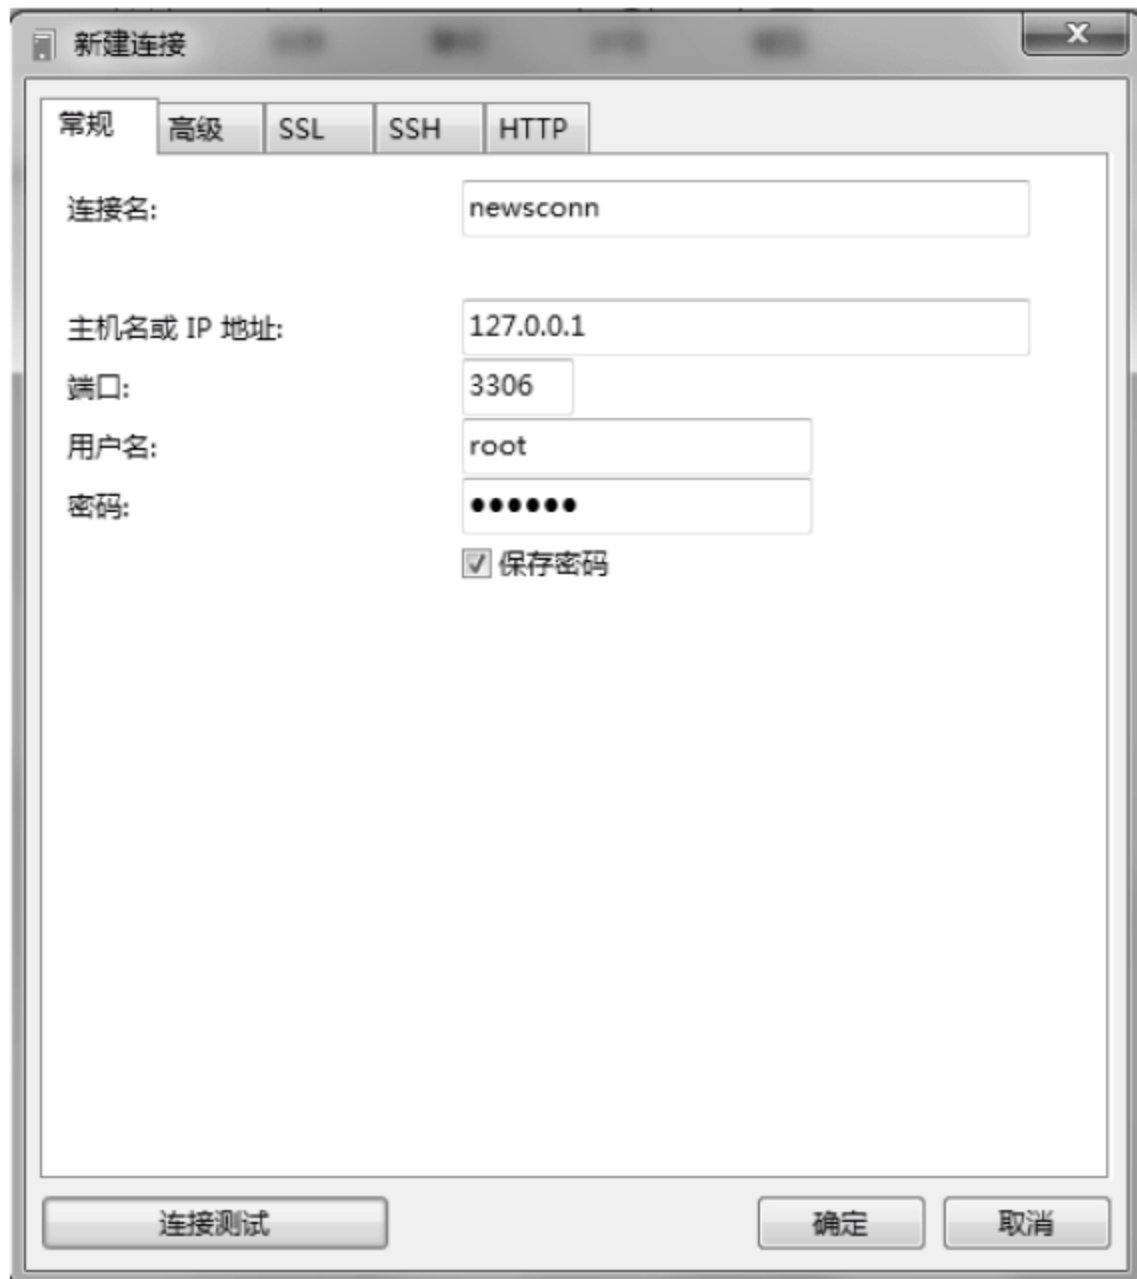 新建连接
常规 高级 SSL SSH HTTP
连接名: newsconn
主机名或 IP 地址: 127.0.0.1
端口: 3306
用户名: root
密码: ●●●●●●
保存密码
连接测试 确定 取消